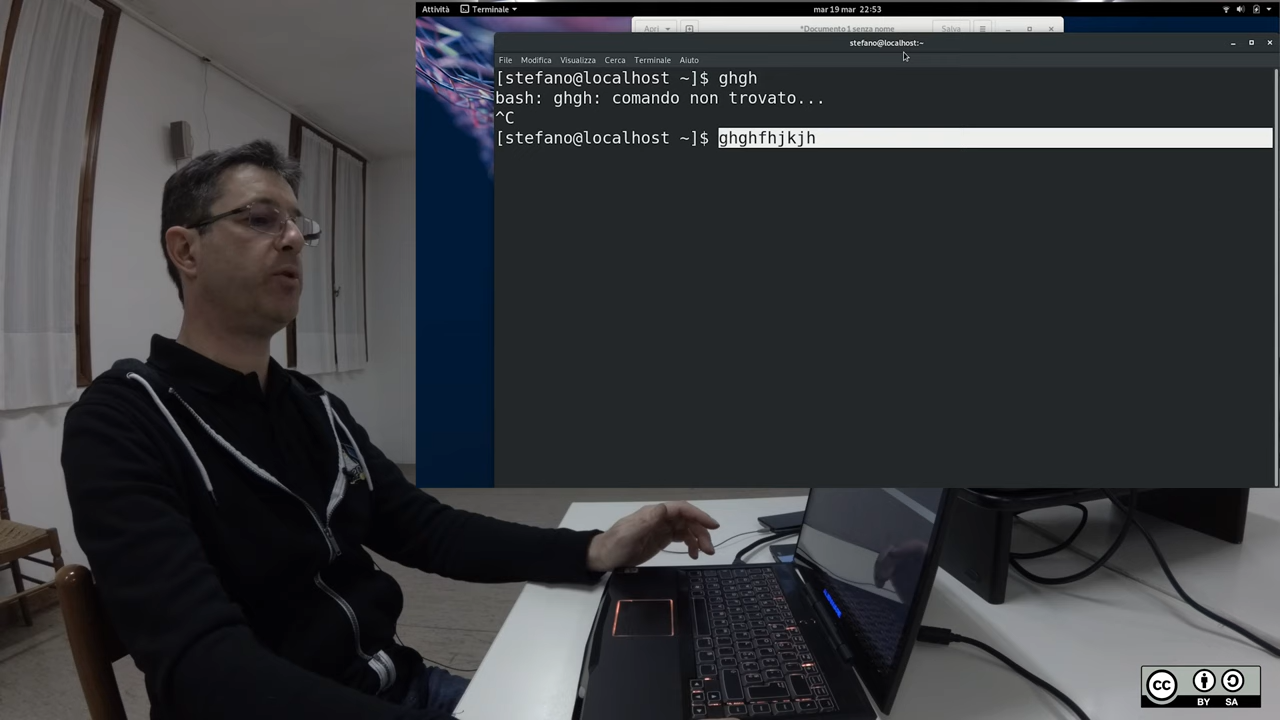 Attività Terminale mar 19 mar 22:53
Apri *Documento 1 senza nome Salva
stefano@localhost:~
File Modifica Visualizza Cerca Terminale Aiuto
[stefano@localhost ~]$ ghgh
bash: ghgh: comando non trovato...
^C
[stefano@localhost ~]$ ghghfhjkjh
cc
BY SA